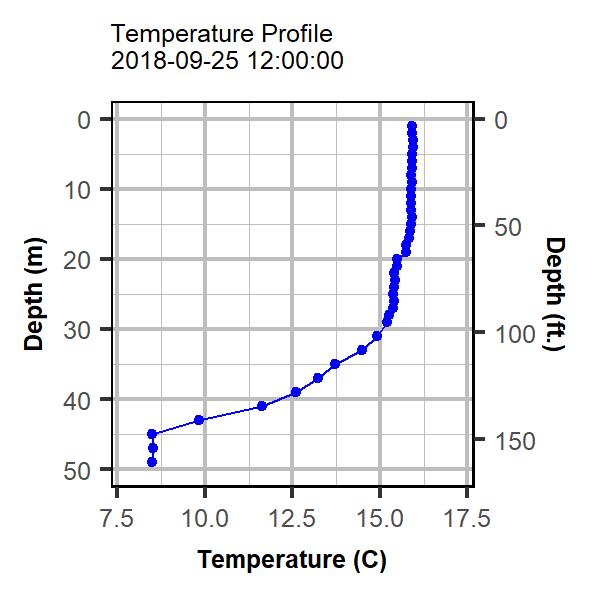 Temperature Profile
2018-09-25 12:00:00
0
10
20
30
40
50
Depth (m)
0
50
100
150
Depth (ft.)
7.5 10.0 12.5 15.0 17.5
Temperature (C)